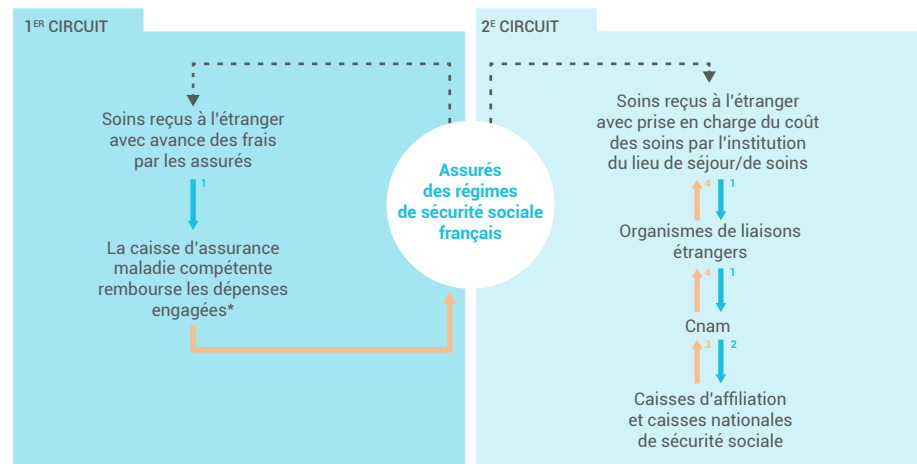 1ER CIRCUIT
Soins reçus à l'étranger
avec avance des frais
par les assurés
1
La caisse d'assurance
maladie compétente
rembourse les dépenses
engagées*
Assurés
des régimes
de sécurité sociale
français
2E CIRCUIT
Soins reçus à l'étranger
avec prise en charge du coût
des soins par l'institution
du lieu de séjour/de soins
4 1
Organismes de liaisons
étrangers
4 1
Cnam
3 2
Caisses d'affiliation
et caisses nationales
de sécurité sociale